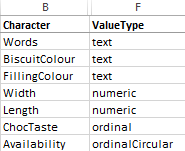 B F
Character ValueType
Words text
BiscuitColour text
FillingColour text
Width numeric
Length numeric
ChocTaste ordinal
Availability ordinalCircular